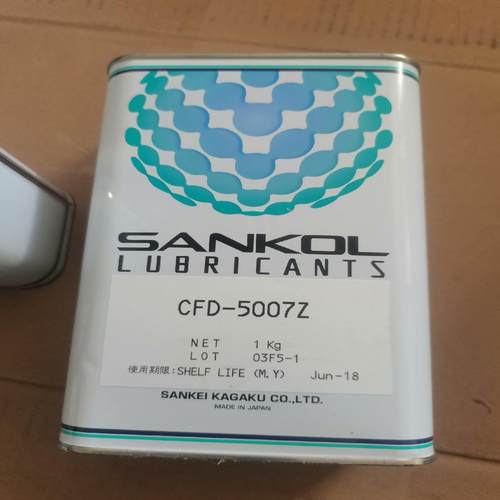 SANKOL
LUBRICANTS
CFD-5007Z
NET 1 Kg
LOT 03F5-1
使用期限:SHELF LIFE (M,Y) Jun-18
SANKEI KAGAKU CO.,LTD.
MADE IN JAPAN